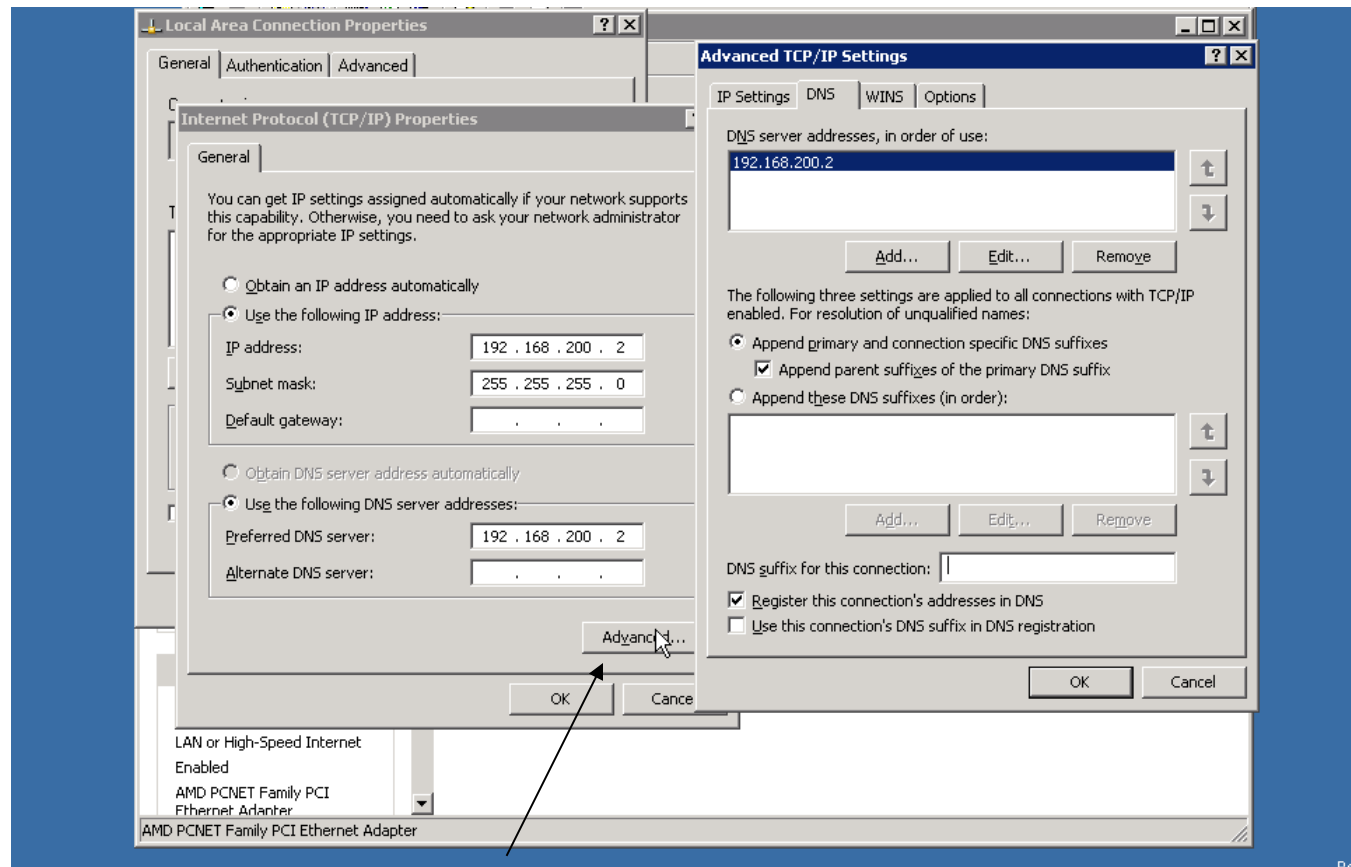 Local Area Connection Properties
General Authentication Advanced
Internet Protocol (TCP/IP) Properties
General
You can get IP settings assigned automatically if your network supports
this capability. Otherwise, you need to ask your network administrator
for the appropriate IP settings.
Obtain an IP address automatically
Use the following IP address:
IP address: 192 . 168 . 200 . 2
Subnet mask: 255 . 255 . 255 . 0
Default gateway: . . .
Obtain DNS server address automatically
Use the following DNS server addresses:
Preferred DNS server: 192 . 168 . 200 . 2
Alternate DNS server: . . .
OK
LAN or High-Speed Internet
Enabled
AMD PCNET Family PCI
Ethernet Adapter
AMD PCNET Family PCI Ethernet Adapter
Advanced TCP/IP Settings
IP Settings DNS WINS Options
DNS server addresses, in order of use:
192.168.200.2
Add... Edit... Remove
The following three settings are applied to all connections with TCP/IP
enabled. For resolution of unqualified names:
Append primary and connection specific DNS suffixes
Append parent suffixes of the primary DNS suffix
Append these DNS suffixes (in order):
Add... Edit... Remove
DNS suffix for this connection:
Register this connection's addresses in DNS
Use this connection's DNS suffix in DNS registration
OK Cancel